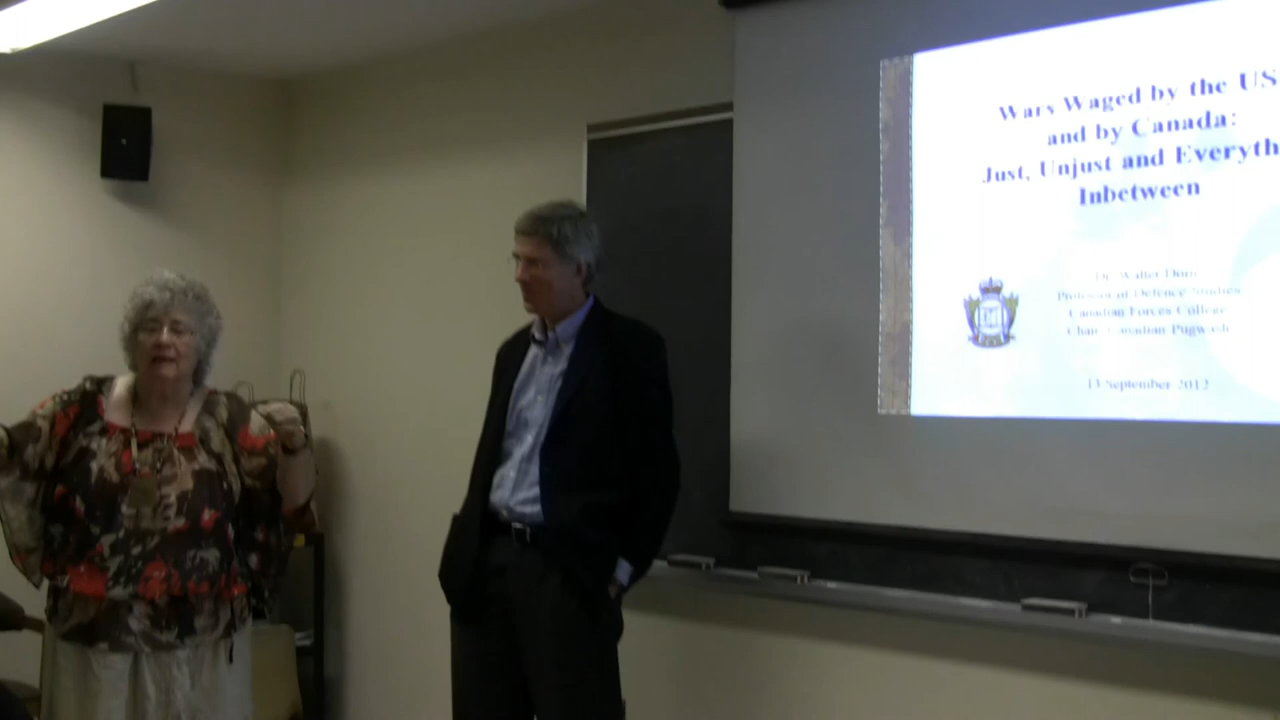 Wars Waged by the US
and by Canada:
Just, Unjust and Everyth
Inbetween
Dr. Walter Dorn
Professor of Defence Studies
Canadian Forces College
Chair, Canadian Pugwash
13 September 2012